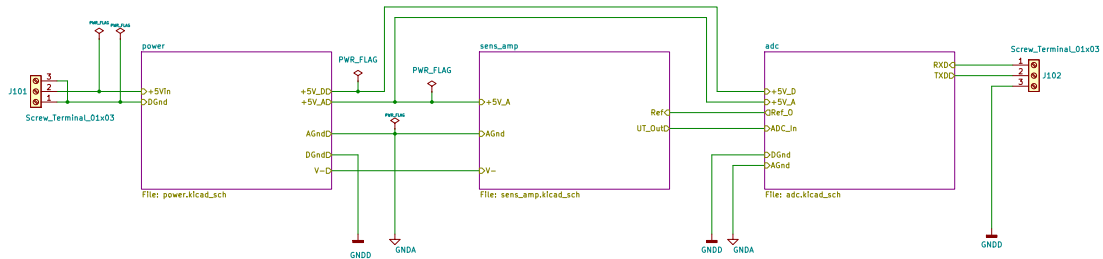 PWR_FLAG PWR_FLAG
power
sens_amp
adc
Screw_Terminal_01x03
PWR_FLAG
PWR_FLAG
J101
3
2
1
Screw_Terminal_01x03
+5VIn
DGnd
+5V_D
+5V_A
AGnd
DGnd
V-
File: power.kicad_sch
PWR_FLAG
GNDD
GNDA
+5V_A
AGnd
V-
Ref
UT_Out
File: sens_amp.kicad_sch
+5V_D
+5V_A
Ref_O
ADC_In
DGnd
AGnd
RXD
TXD
File: adc.kicad_sch
GNDD
GNDA
1
2
3
J102
GNDD